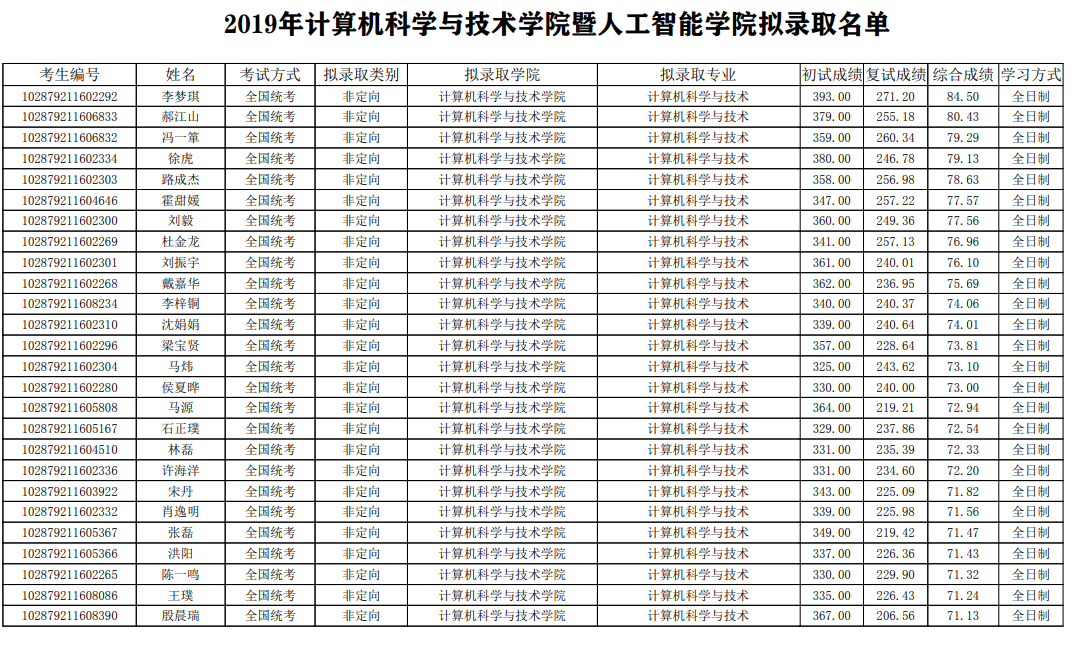 2019年计算机科学与技术学院暨人工智能学院拟录取名单
考生编号 姓名 考试方式 拟录取类别 拟录取学院 拟录取专业 初试成绩 复试成绩 综合成绩 学习方式
102879211602292 李梦琪 全国统考 非定向 计算机科学与技术学院 计算机科学与技术 393.00 271.20 84.50 全日制
102879211606833 郝江山 全国统考 非定向 计算机科学与技术学院 计算机科学与技术 379.00 255.18 80.43 全日制
102879211606832 冯一箪 全国统考 非定向 计算机科学与技术学院 计算机科学与技术 359.00 260.34 79.29 全日制
102879211602334 徐虎 全国统考 非定向 计算机科学与技术学院 计算机科学与技术 380.00 246.78 79.13 全日制
102879211602303 路成杰 全国统考 非定向 计算机科学与技术学院 计算机科学与技术 358.00 256.98 78.63 全日制
102879211604646 霍甜媛 全国统考 非定向 计算机科学与技术学院 计算机科学与技术 347.00 257.22 77.57 全日制
102879211602300 刘毅 全国统考 非定向 计算机科学与技术学院 计算机科学与技术 360.00 249.36 77.56 全日制
102879211602269 杜金龙 全国统考 非定向 计算机科学与技术学院 计算机科学与技术 341.00 257.13 76.96 全日制
102879211602301 刘振宇 全国统考 非定向 计算机科学与技术学院 计算机科学与技术 361.00 240.01 76.10 全日制
102879211602268 戴嘉华 全国统考 非定向 计算机科学与技术学院 计算机科学与技术 362.00 236.95 75.69 全日制
102879211608234 李梓铜 全国统考 非定向 计算机科学与技术学院 计算机科学与技术 340.00 240.37 74.06 全日制
102879211602310 沈娟娟 全国统考 非定向 计算机科学与技术学院 计算机科学与技术 339.00 240.64 74.01 全日制
102879211602296 梁宝贤 全国统考 非定向 计算机科学与技术学院 计算机科学与技术 357.00 228.64 73.81 全日制
102879211602304 马炜 全国统考 非定向 计算机科学与技术学院 计算机科学与技术 325.00 243.62 73.10 全日制
102879211602280 侯夏晔 全国统考 非定向 计算机科学与技术学院 计算机科学与技术 330.00 240.00 73.00 全日制
102879211605808 马源 全国统考 非定向 计算机科学与技术学院 计算机科学与技术 364.00 219.21 72.94 全日制
102879211605167 石正璞 全国统考 非定向 计算机科学与技术学院 计算机科学与技术 329.00 237.86 72.54 全日制
102879211604510 林磊 全国统考 非定向 计算机科学与技术学院 计算机科学与技术 331.00 235.39 72.33 全日制
102879211602336 许海洋 全国统考 非定向 计算机科学与技术学院 计算机科学与技术 331.00 234.60 72.20 全日制
102879211603922 宋丹 全国统考 非定向 计算机科学与技术学院 计算机科学与技术 343.00 225.09 71.82 全日制
102879211602332 肖逸明 全国统考 非定向 计算机科学与技术学院 计算机科学与技术 339.00 225.98 71.56 全日制
102879211605367 张磊 全国统考 非定向 计算机科学与技术学院 计算机科学与技术 349.00 219.42 71.47 全日制
102879211605366 洪阳 全国统考 非定向 计算机科学与技术学院 计算机科学与技术 337.00 226.36 71.43 全日制
102879211602265 陈一鸣 全国统考 非定向 计算机科学与技术学院 计算机科学与技术 330.00 229.90 71.32 全日制
102879211608086 王璞 全国统考 非定向 计算机科学与技术学院 计算机科学与技术 335.00 226.43 71.24 全日制
102879211608390 殷晨瑞 全国统考 非定向 计算机科学与技术学院 计算机科学与技术 367.00 206.56 71.13 全日制